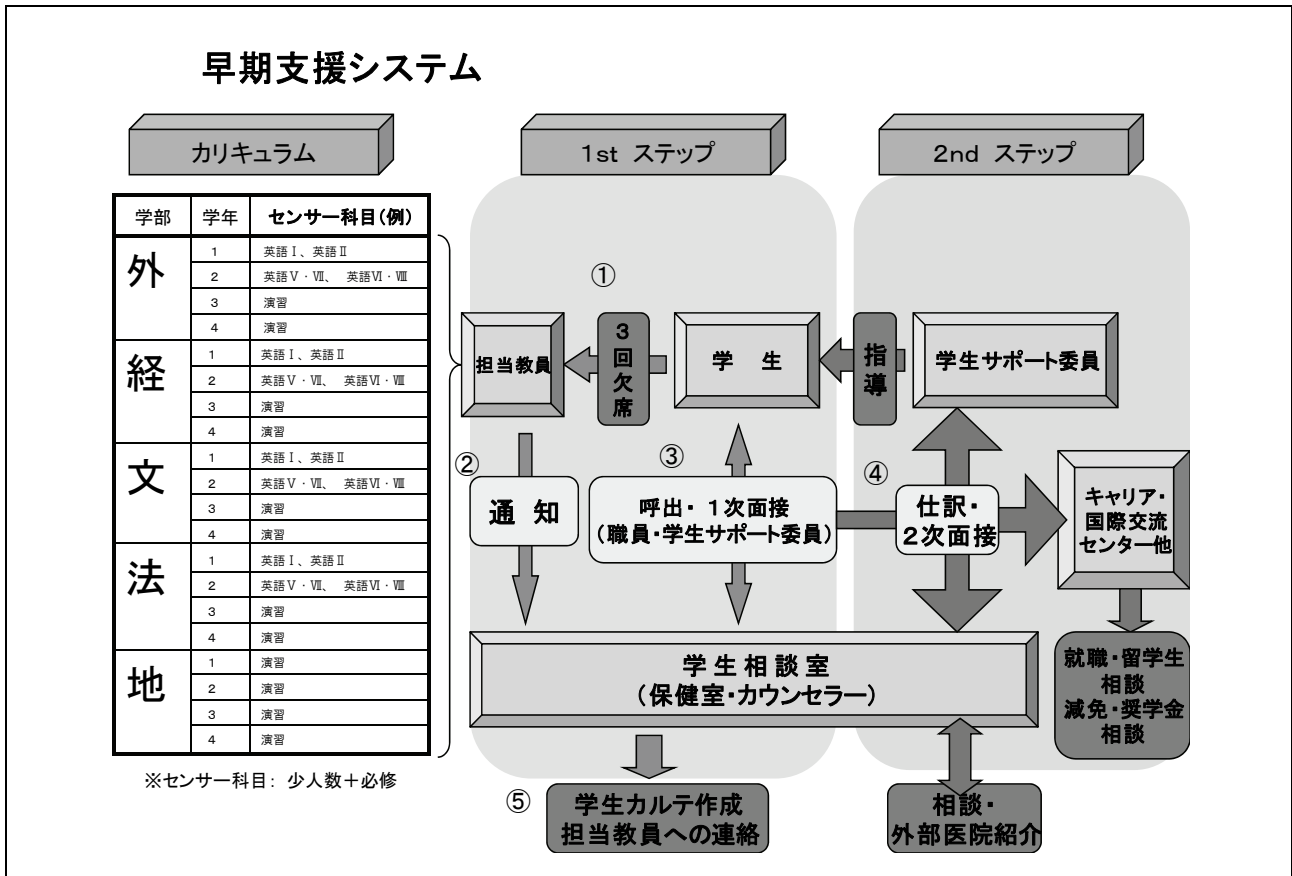 早期支援システム
カリキュラム
1st ステップ
2nd ステップ
学部 学年 センサー科目(例)
外
1 英語Ⅰ、英語Ⅱ
2 英語Ⅴ・Ⅶ、 英語Ⅵ・Ⅷ
3 演習
4 演習
経
1 英語Ⅰ、英語Ⅱ
2 英語Ⅴ・Ⅶ、 英語Ⅵ・Ⅷ
3 演習
4 演習
文
1 英語Ⅰ、英語Ⅱ
2 英語Ⅴ・Ⅶ、 英語Ⅵ・Ⅷ
3 演習
4 演習
法
1 英語Ⅰ、英語Ⅱ
2 英語Ⅴ・Ⅶ、 英語Ⅵ・Ⅷ
3 演習
4 演習
地
1 演習
2 演習
3 演習
4 演習
※センサー科目: 少人数+必修
①
担当教員
3回欠席
学 生
指導
学生サポート委員
②
通 知
③
呼出・ 1次面接
(職員・学生サポート委員)
④
仕訳・
2次面接
キャリア・
国際交流
センター他
学 生 相 談 室
(保健室・カウンセラー)
就職・留学生
相談
減免・奨学金
相談
⑤
学生カルテ作成
担当教員への連絡
相談・
外部医院紹介